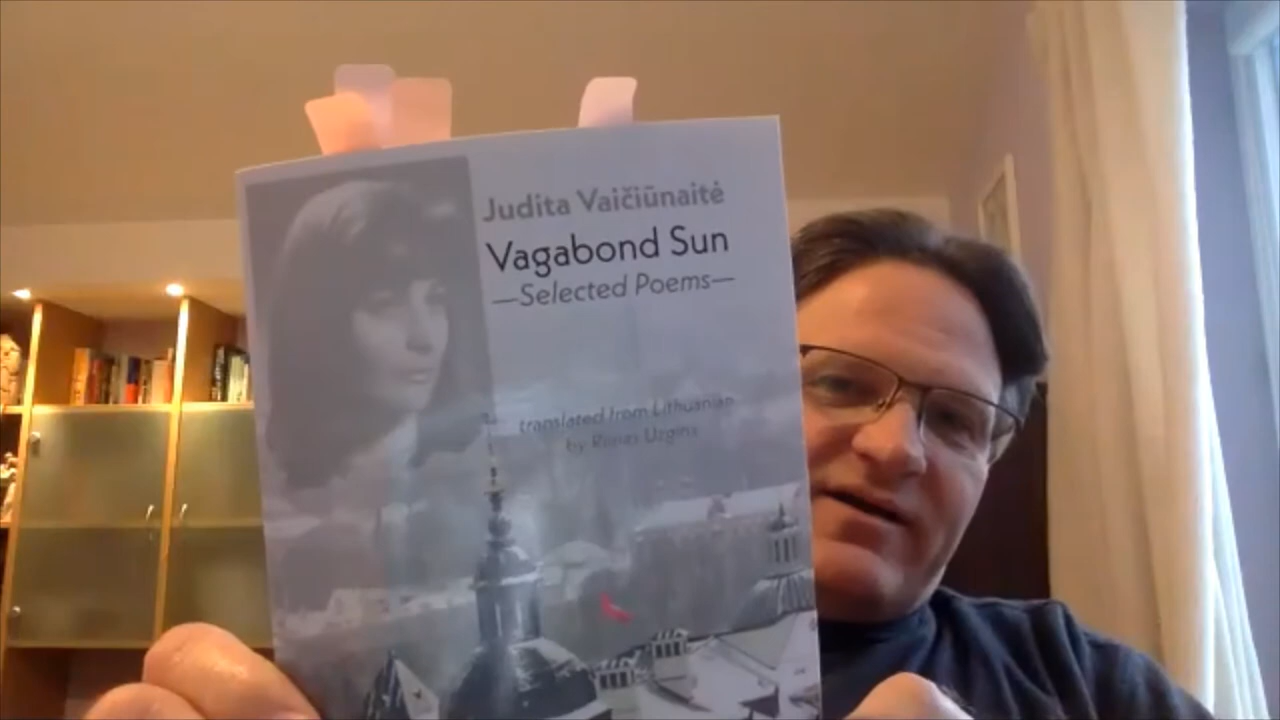 Judita Vaičiūnaitė
Vagabond Sun
—Selected Poems—
translated from Lithuanian
by Rimas Uzgiris